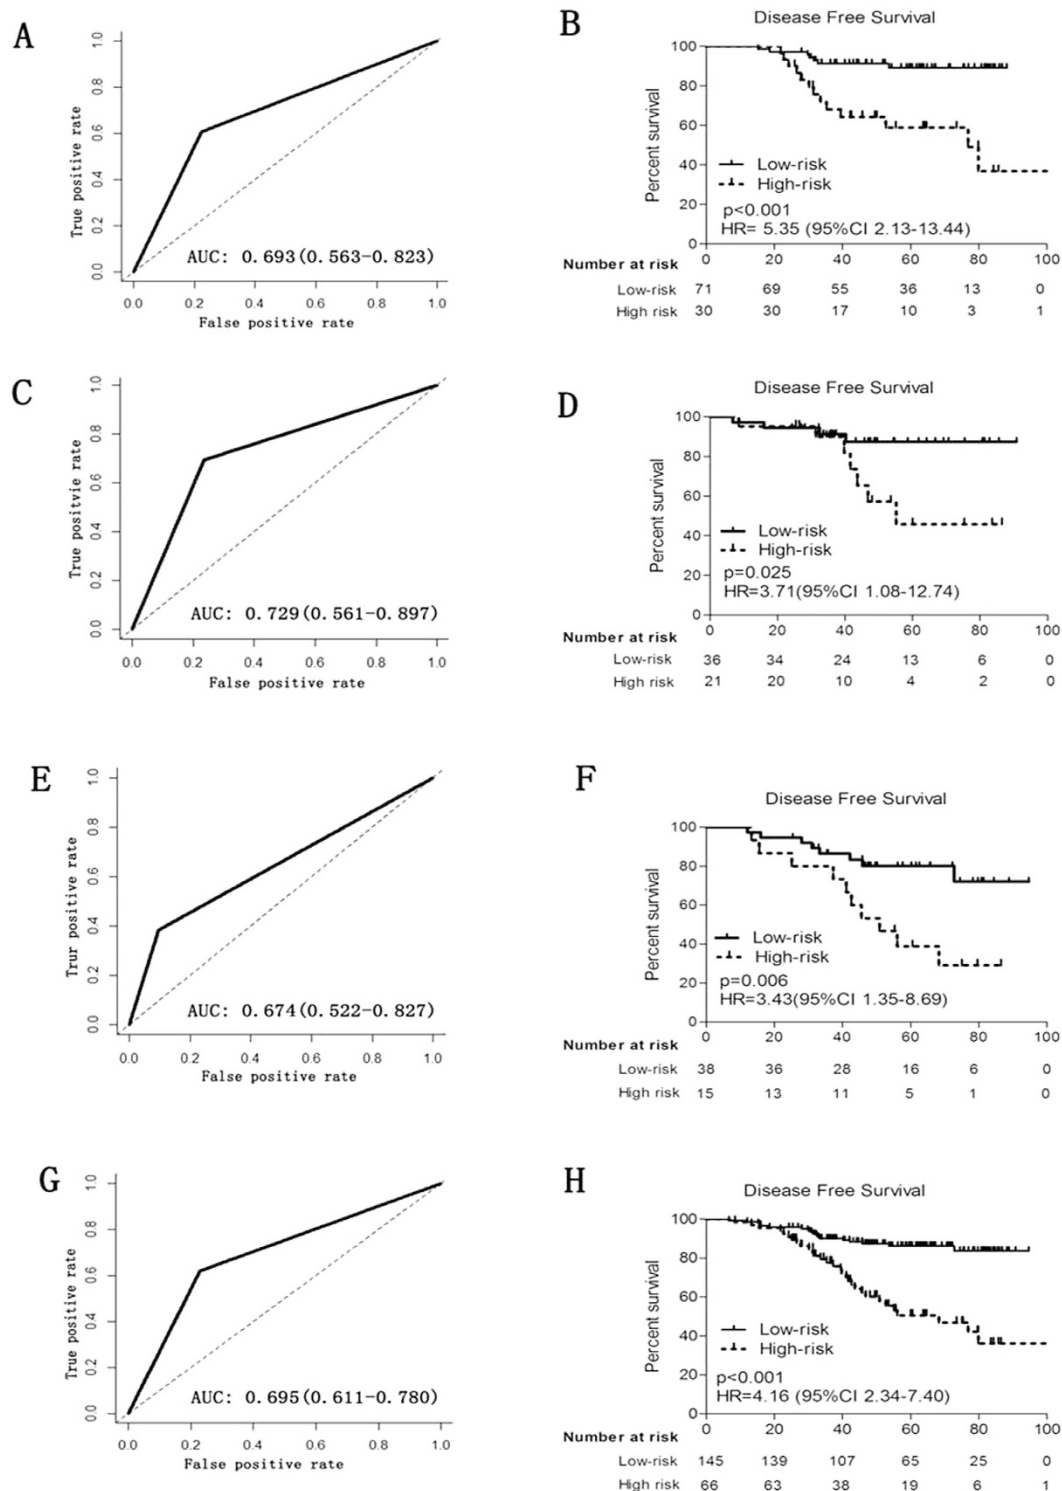 A
1.0
0.8
0.6
0.4
0.2
0.0
True positive rate
AUC: 0.693(0.563-0.823)
0.0 0.2 0.4 0.6 0.8 1.0
False positive rate
B
Disease Free Survival
100
80
60
40
20
0
Percent survival
Low-risk
High-risk
p<0.001
HR= 5.35 (95%CI 2.13-13.44)
0 20 40 60 80 100
Number at risk
Low-risk 71 69 55 36 13 0
High risk 30 30 17 10 3 1
C
1.0
0.8
0.6
0.4
0.2
0.0
True positvie rate
AUC: 0.729(0.561-0.897)
0.0 0.2 0.4 0.6 0.8 1.0
False positive rate
D
Disease Free Survival
100
80
60
40
20
0
Percent survival
Low-risk
High-risk
p=0.025
HR=3.71(95%CI 1.08-12.74)
0 20 40 60 80 100
Number at risk
Low-risk 36 34 24 13 6 0
High risk 21 20 10 4 2 0
E
1.0
0.8
0.6
0.4
0.2
0.0
Trur positive rate
AUC: 0.674(0.522-0.827)
0.0 0.2 0.4 0.6 0.8 1.0
False positive rate
F
Disease Free Survival
100
80
60
40
20
0
Percent survival
Low-risk
High-risk
p=0.006
HR=3.43(95%CI 1.35-8.69)
0 20 40 60 80 100
Number at risk
Low-risk 38 36 28 16 6 0
High risk 15 13 11 5 1 0
G
1.0
0.8
0.6
0.4
0.2
0.0
True positive rate
AUC: 0.695(0.611-0.780)
0.0 0.2 0.4 0.6 0.8 1.0
False positive rate
H
Disease Free Survival
100
80
60
40
20
0
Percent survival
Low-risk
High-risk
p<0.001
HR=4.16 (95%CI 2.34-7.40)
0 20 40 60 80 100
Number at risk
Low-risk 145 139 107 65 25 0
High risk 66 63 38 19 6 1